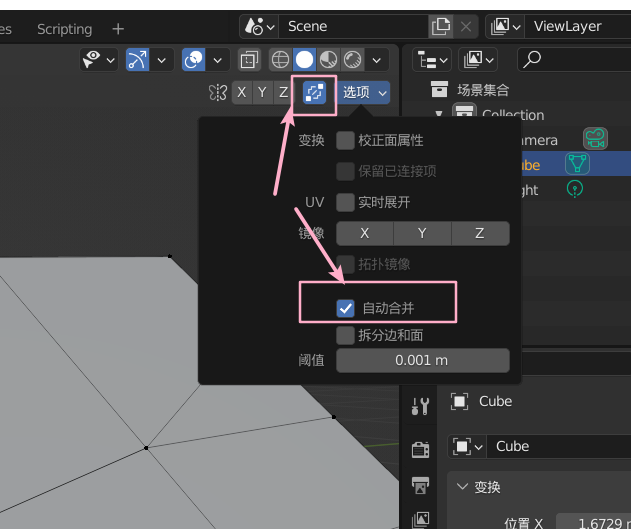 es Scripting + Scene ViewLayer
X Y Z 选项
场景集合
Collection
变换 校正面属性
amera
保留已连接项
ube
UV 实时展开
ght
镜像 X Y Z
拓扑镜像
自动合并
拆分边和面
阈值 0.001 m
Cube
Cube
变换
位置 X 1.6729 m